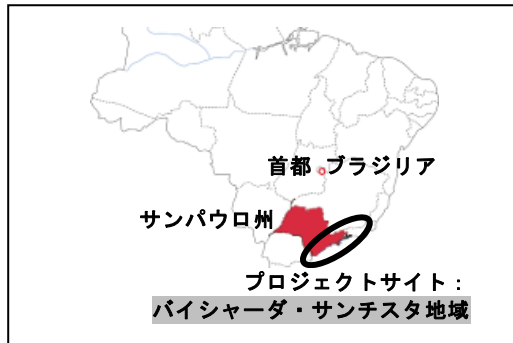 首都 ブラジリア
サンパウロ州
プロジェクトサイト：
バイシャーダ・サンチスタ地域